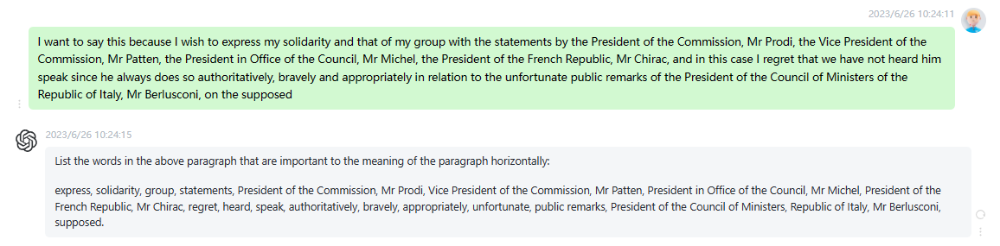 2023/6/26 10:24:11
I want to say this because I wish to express my solidarity and that of my group with the statements by the President of the Commission, Mr Prodi, the Vice President of the
Commission, Mr Patten, the President in Office of the Council, Mr Michel, the President of the French Republic, Mr Chirac, and in this case I regret that we have not heard him
speak since he always does so authoritatively, bravely and appropriately in relation to the unfortunate public remarks of the President of the Council of Ministers of the
Republic of Italy, Mr Berlusconi, on the supposed
2023/6/26 10:24:15
List the words in the above paragraph that are important to the meaning of the paragraph horizontally:
express, solidarity, group, statements, President of the Commission, Mr Prodi, Vice President of the Commission, Mr Patten, President in Office of the Council, Mr Michel, President of the
French Republic, Mr Chirac, regret, heard, speak, authoritatively, bravely, appropriately, unfortunate, public remarks, President of the Council of Ministers, Republic of Italy, Mr Berlusconi,
supposed.